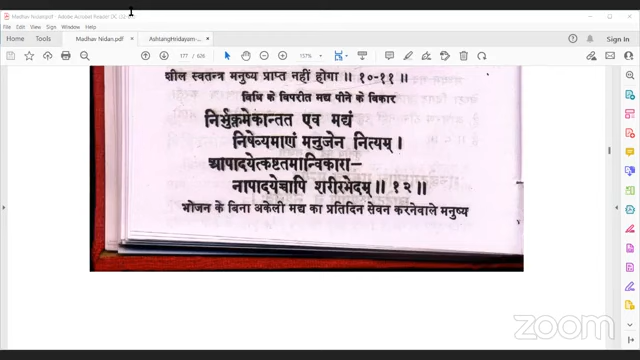 Madhav Nidan.pdf - Adobe Acrobat Reader DC
File Edit View Sign Window Help
Home Tools Madhav Nidan.pdf × AshtangHridayam-... × Sign In
177 / 626 157%
शील स्वतन्त्र मनुष्य प्राप्त नहीं होगा ॥ १०-११ ॥
विधि के विपरीत मद्य पीने के विकार
निर्भुक्तमेकान्तत एव मद्यं
निषेव्यमाणं मनुजेन नित्यम् ।
आपादयेत्कष्टतमान्विकारा–
नापादयेच्चापि शरीरभेदम् ॥ १२ ॥
भोजन के बिना अकेली मद्य का प्रतिदिन सेवन करनेवाले मनुष्य
zoom